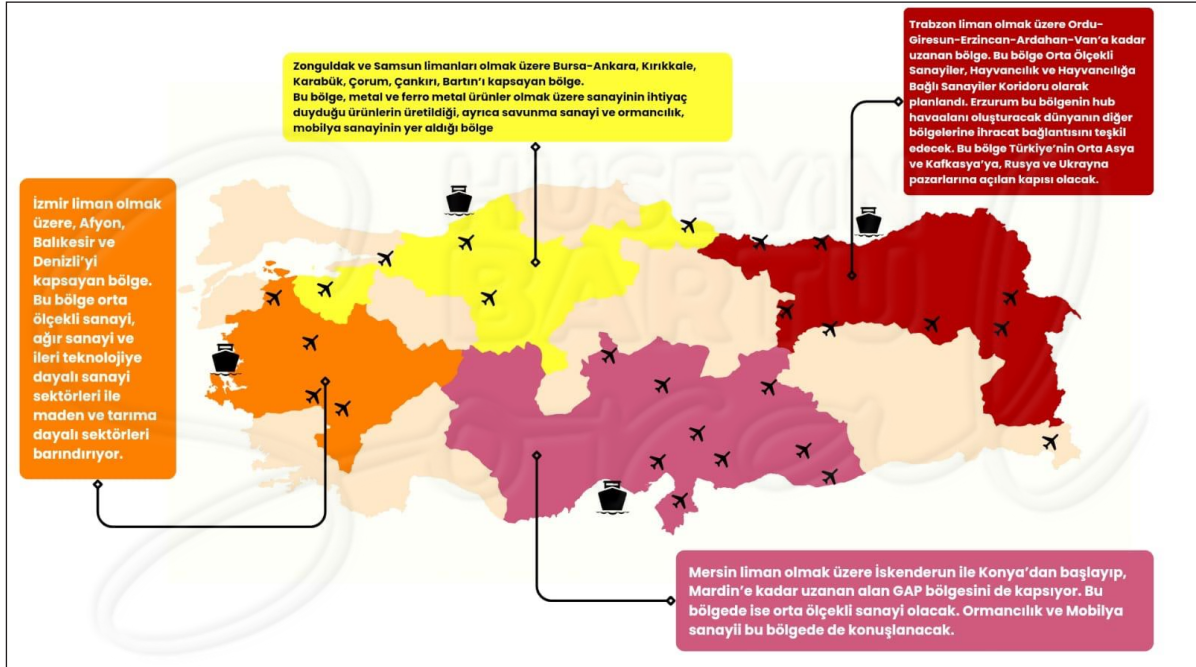 Trabzon liman olmak üzere Ordu-
Giresun-Erzincan-Ardahan-Van'a kadar
uzanan bölge. Bu bölge Orta Ölçekli
Sanayiler, Hayvancılık ve Hayvancılığa
Bağlı Sanayiler Koridoru olarak
planlandı. Erzurum bu bölgenin hub
havaalanı oluşturacak dünyanın diğer
bölgelerine ihracat bağlantısını teşkil
edecek. Bu bölge Türkiye'nin Orta Asya
ve Kafkasya'ya, Rusya ve Ukrayna
pazarlarına açılan kapısı olacak.
Zonguldak ve Samsun limanları olmak üzere Bursa-Ankara, Kırıkkale,
Karabük, Çorum, Çankırı, Bartın'ı kapsayan bölge.
Bu bölge, metal ve ferro metal ürünler olmak üzere sanayinin ihtiyaç
duyduğu ürünlerin üretildiği, ayrıca savunma sanayi ve ormancılık,
mobilya sanayinin yer aldığı bölge
İzmir liman olmak
üzere, Afyon,
Balıkesir ve
Denizli'yi
kapsayan bölge.
Bu bölge orta
ölçekli sanayi,
ağır sanayi ve
ileri teknolojiye
dayalı sanayi
sektörleri ile
maden ve tarıma
dayalı sektörleri
barındırıyor.
HÜSEYİN
BARTU
Mersin liman olmak üzere İskenderun ile Konya'dan başlayıp,
Mardin'e kadar uzanan alan GAP bölgesini de kapsıyor. Bu
bölgede ise orta ölçekli sanayi olacak. Ormancılık ve Mobilya
sanayii bu bölgede de konuşlanacak.